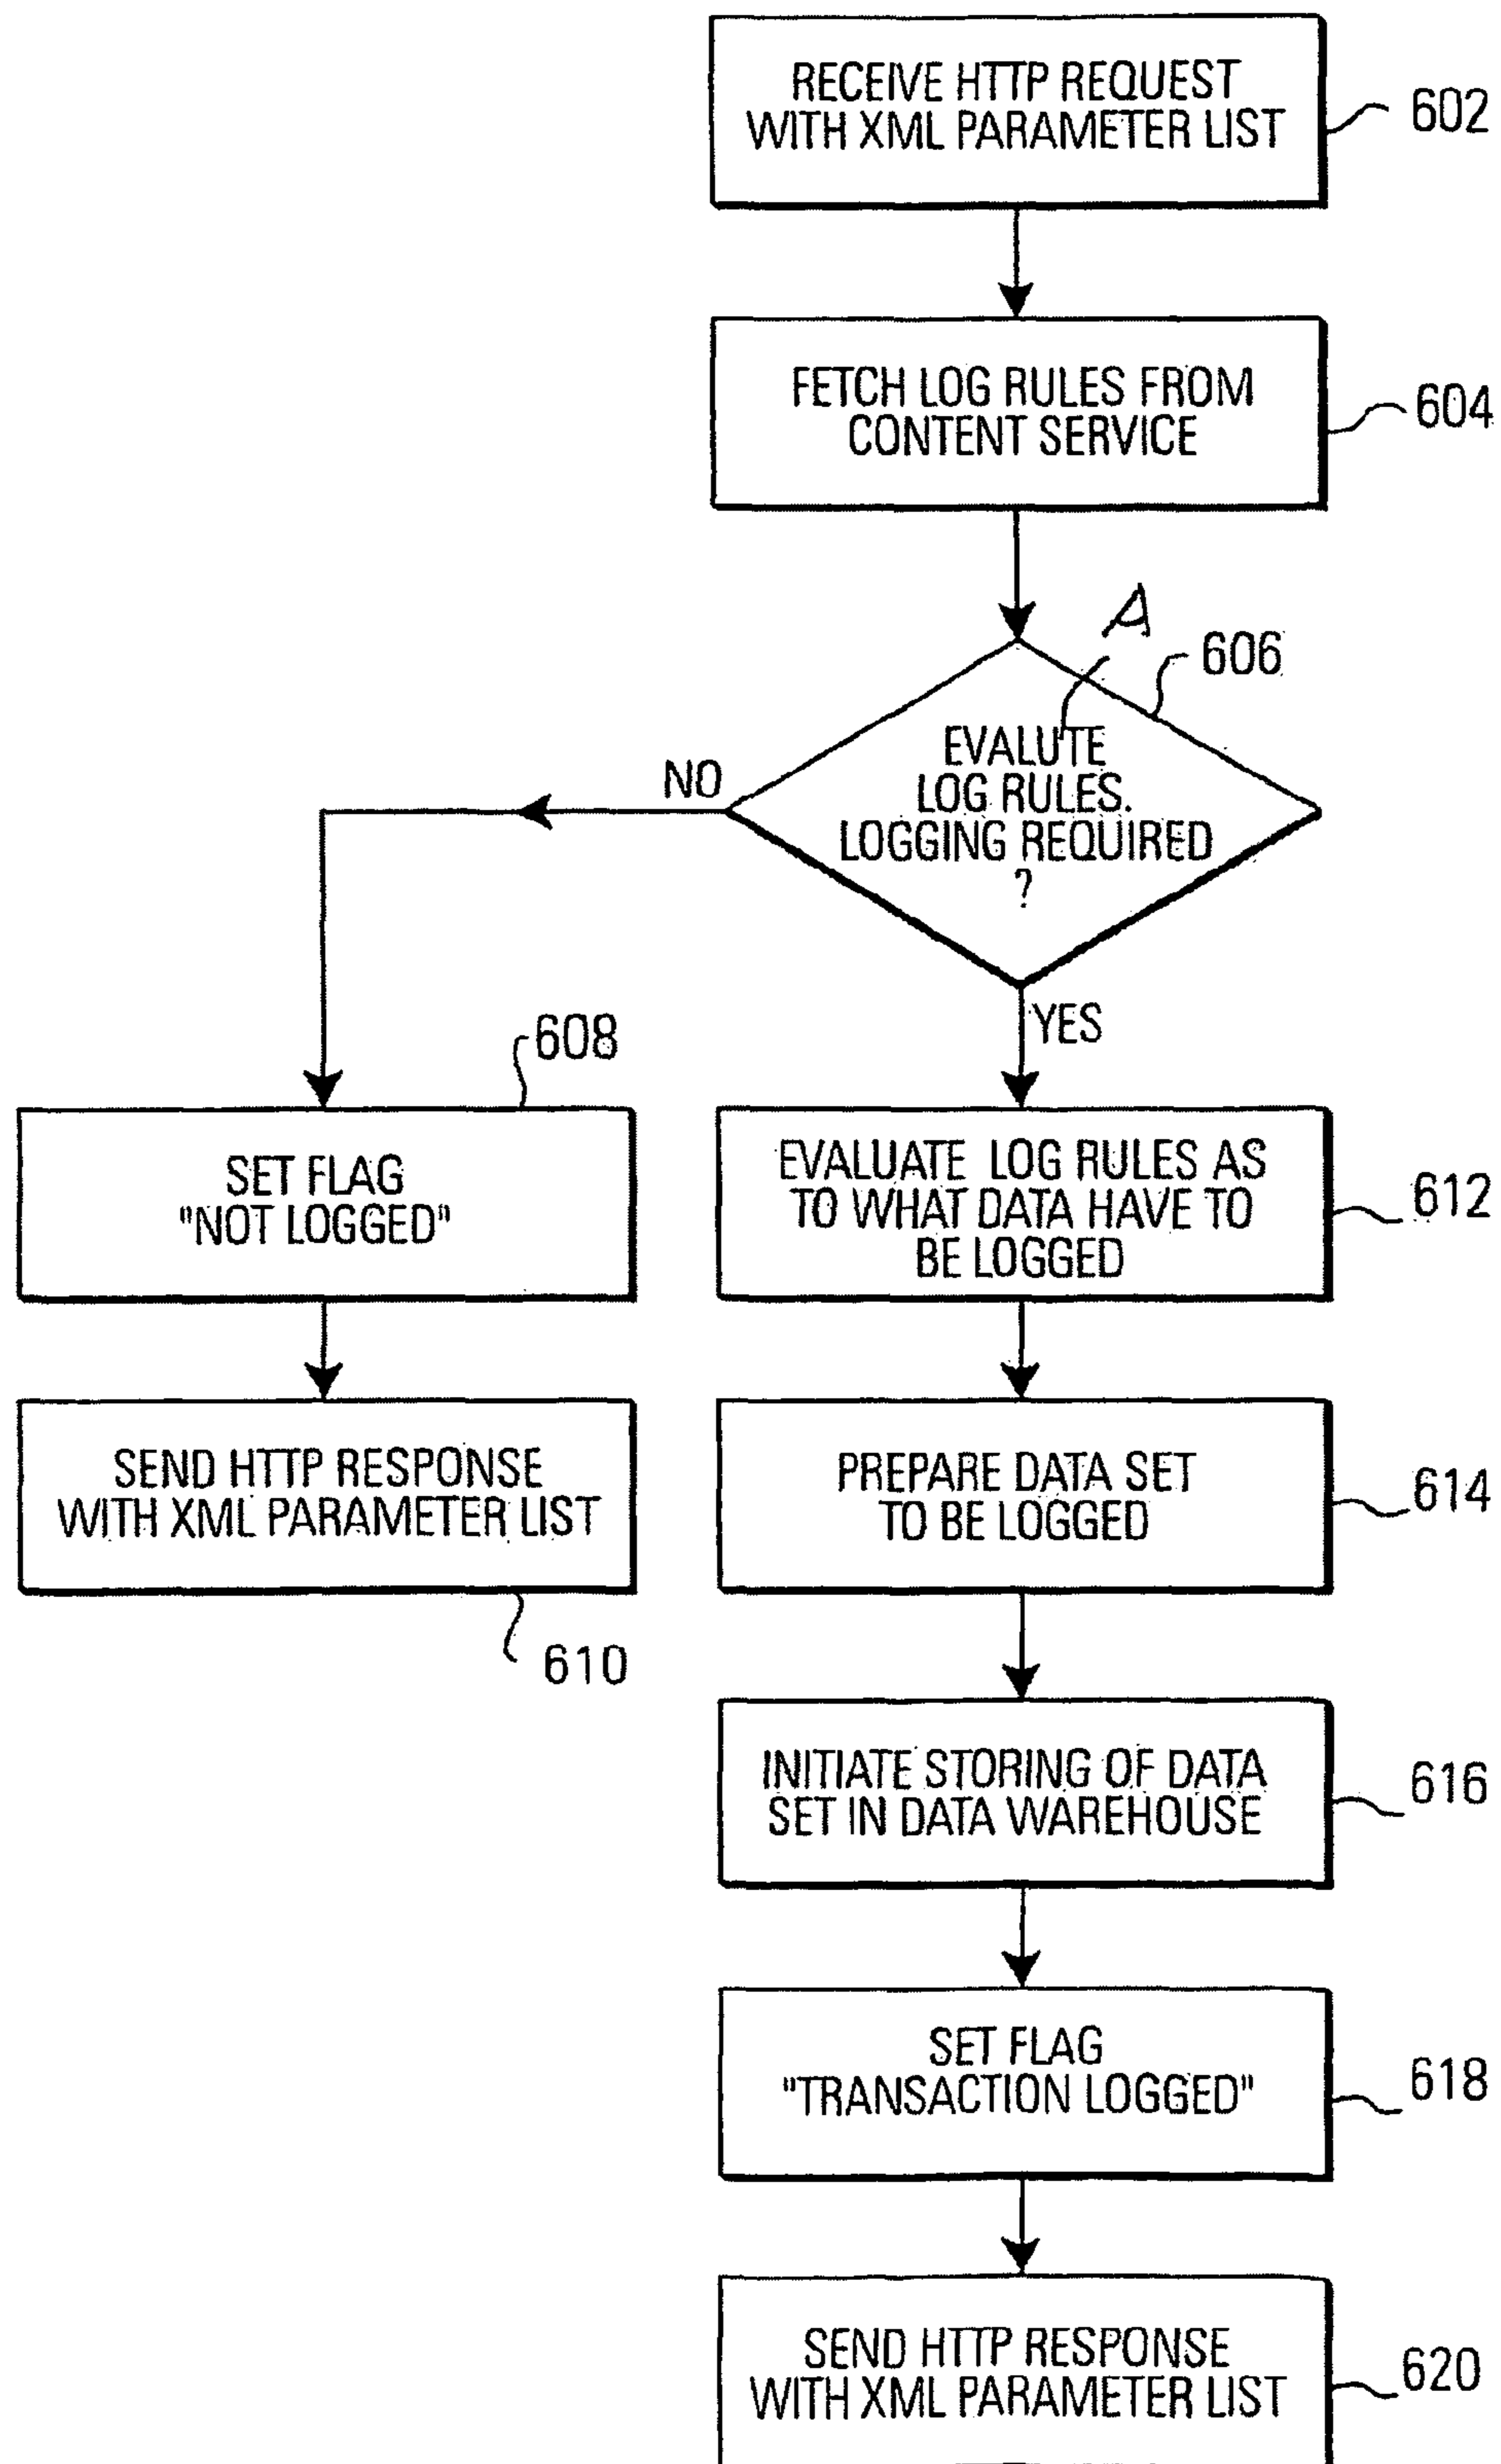 RECEIVE HTTP REQUEST
WITH XML PARAMETER LIST
602
FETCH LOG RULES FROM
CONTENT SERVICE
604
A
606
EVALUTE
LOG RULES.
LOGGING REQUIRED
?
NO
YES
608
SET FLAG
"NOT LOGGED"
EVALUATE LOG RULES AS
TO WHAT DATA HAVE TO
BE LOGGED
612
SEND HTTP RESPONSE
WITH XML PARAMETER LIST
610
PREPARE DATA SET
TO BE LOGGED
614
INITIATE STORING OF DATA
SET IN DATA WAREHOUSE
616
SET FLAG
"TRANSACTION LOGGED"
618
SEND HTTP RESPONSE
WITH XML PARAMETER LIST
620